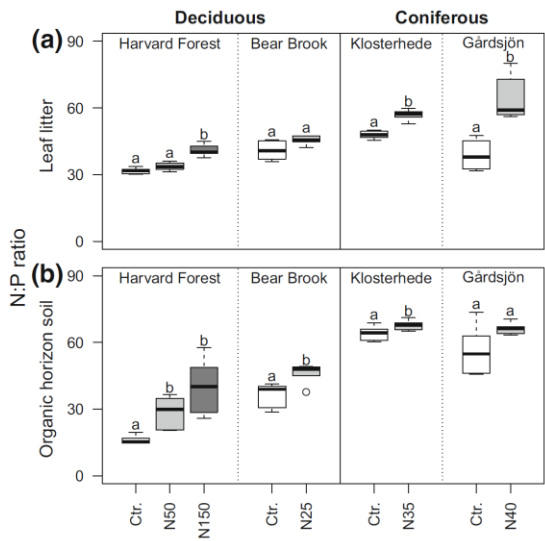 Deciduous Coniferous
(a) 90 Harvard Forest Bear Brook Klosterhede Gårdsjön
b
b
60 a
b a a
a a a
30
0
Leaf litter
N:P ratio
(b) 90 Harvard Forest Bear Brook Klosterhede Gårdsjön
a b a a
60 b
b
b a
30 a
0
Organic horizon soil
Ctr. N50 N150 Ctr. N25 Ctr. N35 Ctr. N40